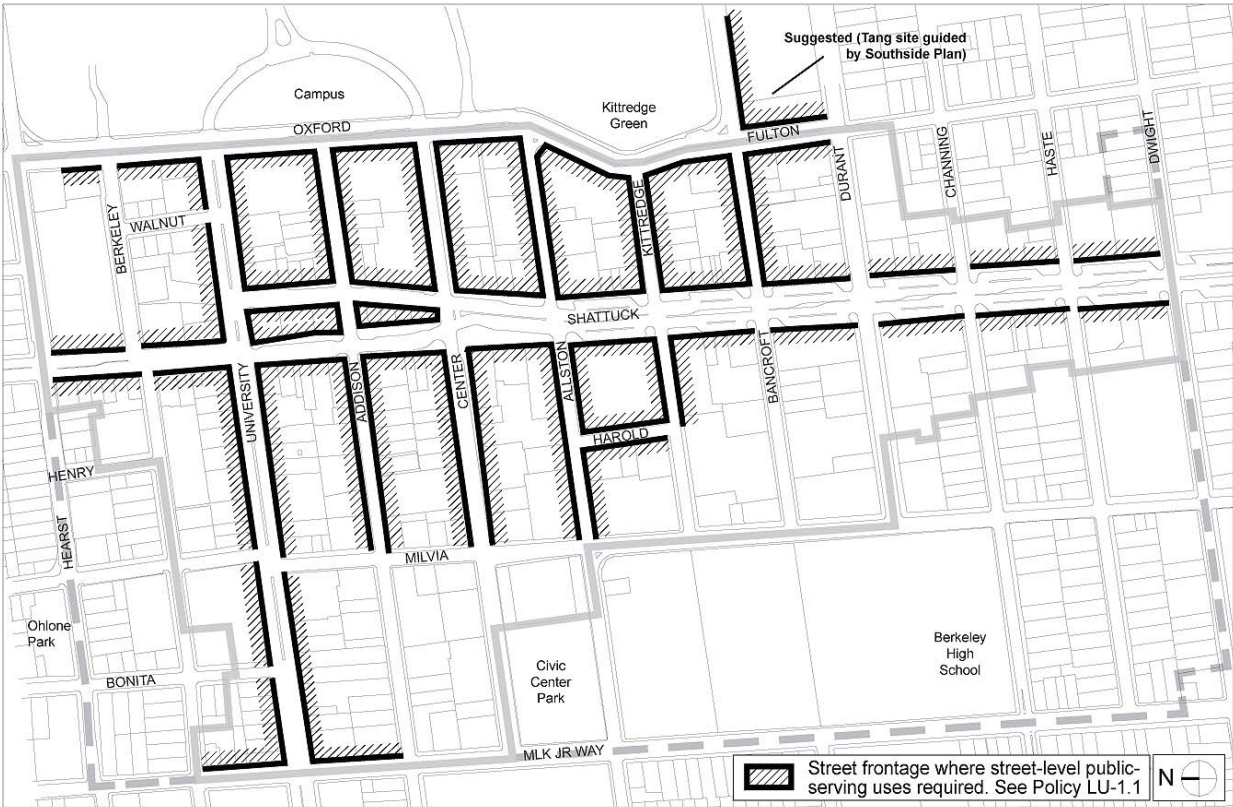 Suggested (Tang site guided
by Southside Plan)
Campus
Kittredge
Green
OXFORD
FULTON
DURANT
CHANNING
HASTE
DWIGHT
BERKELEY
WALNUT
KITTREDGE
SHATTUCK
UNIVERSITY
ADDISON
CENTER
ALLSTON
BANCROFT
HAROLD
HENRY
HEARST
MILVIA
Ohlone
Park
BONITA
Civic
Center
Park
Berkeley
High
School
MLK JR WAY
Street frontage where street-level public-
serving uses required. See Policy LU-1.1
N